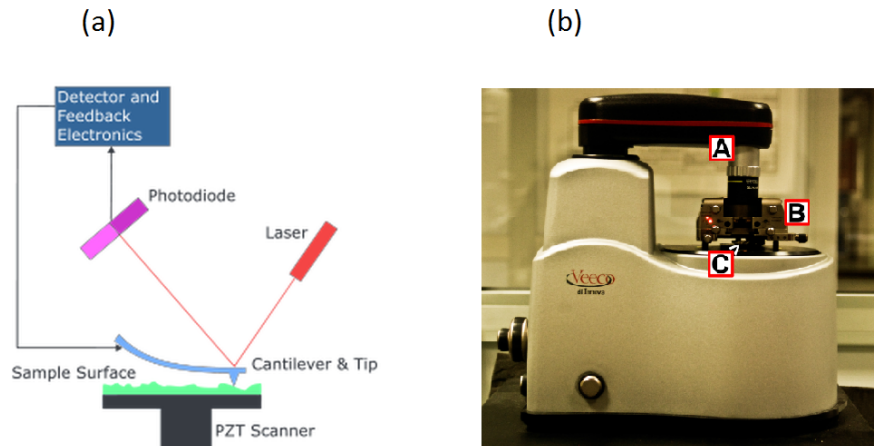 (a)
(b)
Detector and
Feedback
Electronics
Photodiode
Laser
Cantilever & Tip
Sample Surface
PZT Scanner
A
B
C
Veeco